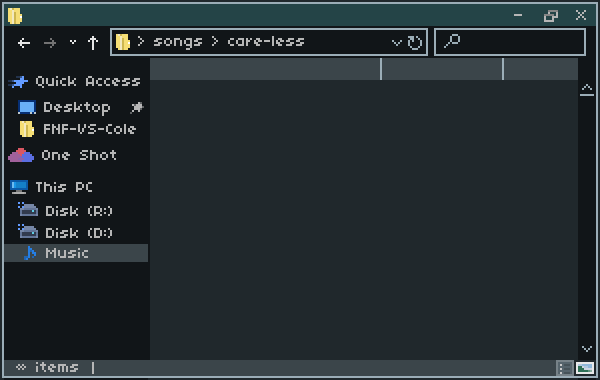 songs > care-less
Quick Access
Desktop
FNF-VS-Cole
One Shot
This PC
Disk (R:)
Disk (D:)
Music
∞ items |